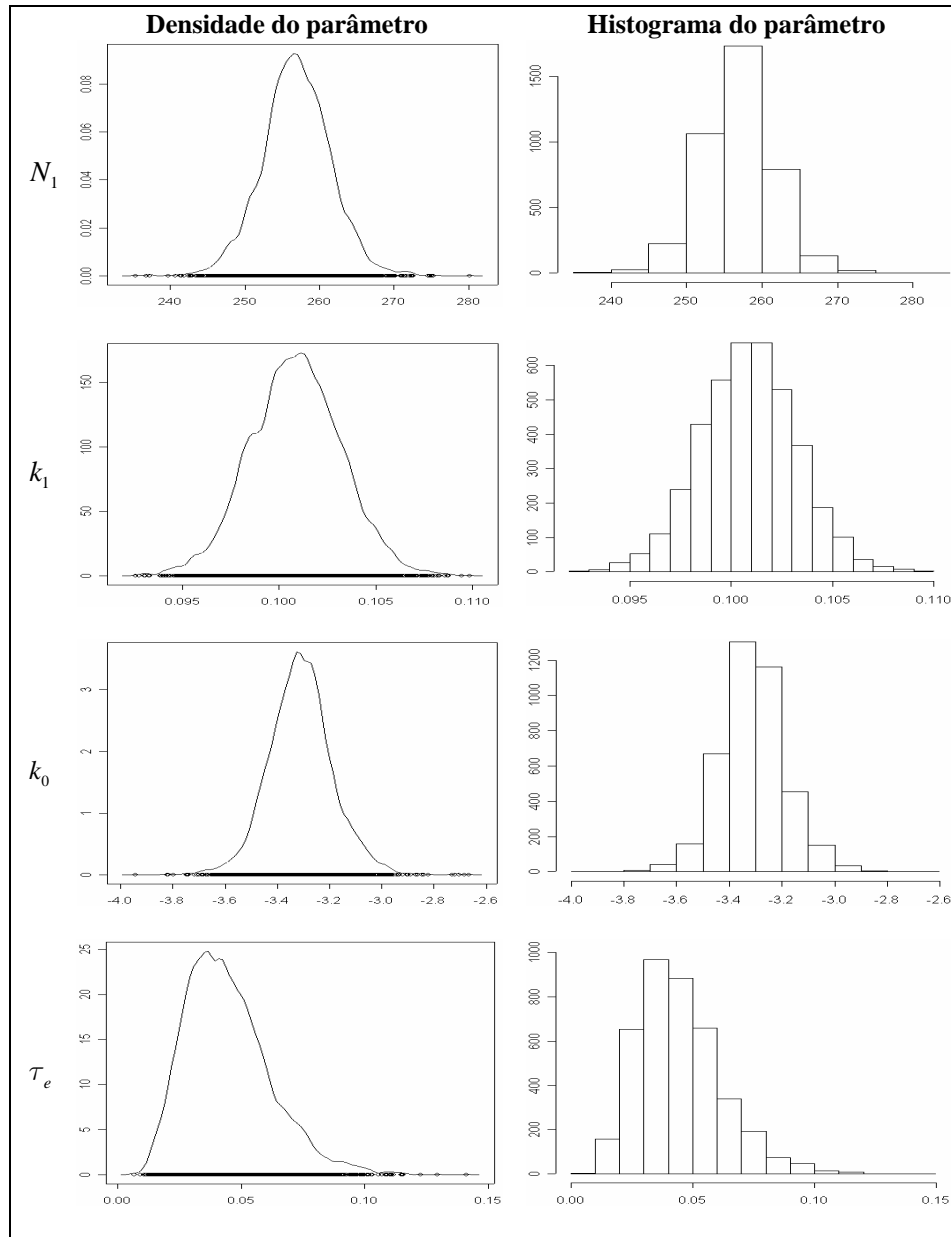 Densidade do parâmetro Histograma do parâmetro
N₁
0.00 0.02 0.04 0.06 0.08
240 250 260 270 280
0 500 1000 1500
240 250 260 270 280
k₁
0 50 100 150
0.095 0.100 0.105 0.110
0 100 200 300 400 500 600
0.095 0.100 0.105 0.110
k₀
0 1 2 3
-4.0 -3.8 -3.6 -3.4 -3.2 -3.0 -2.8 -2.6
0 200 400 600 800 1000 1200
-4.0 -3.8 -3.6 -3.4 -3.2 -3.0 -2.8 -2.6
τₑ
0 5 10 15 20 25
0.00 0.05 0.10 0.15
0 200 400 600 800 1000
0.00 0.05 0.10 0.15